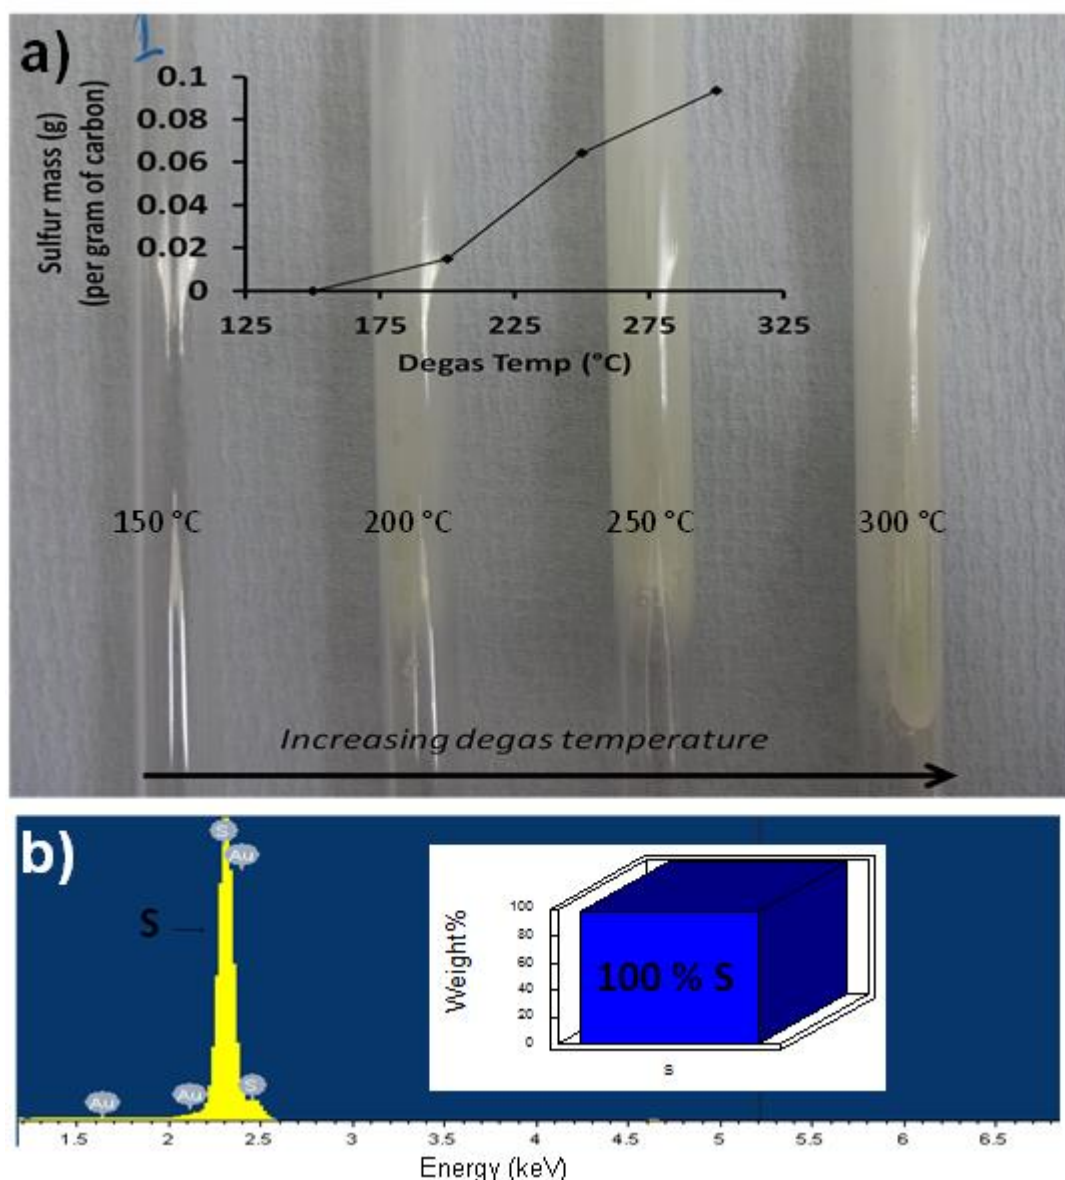 a)
1
Sulfur mass (g)
(per gram of carbon)
0.1
0.08
0.06
0.04
0.02
0
125 175 225 275 325
Degas Temp (°C)
150 °C 200 °C 250 °C 300 °C
Increasing degas temperature
b)
S
Au
S
Au
Au
S
Weight%
100
80
60
40
20
0
100 % S
s
1.5 2 2.5 3 3.5 4 4.5 5 5.5 6 6.5
Energy (keV)